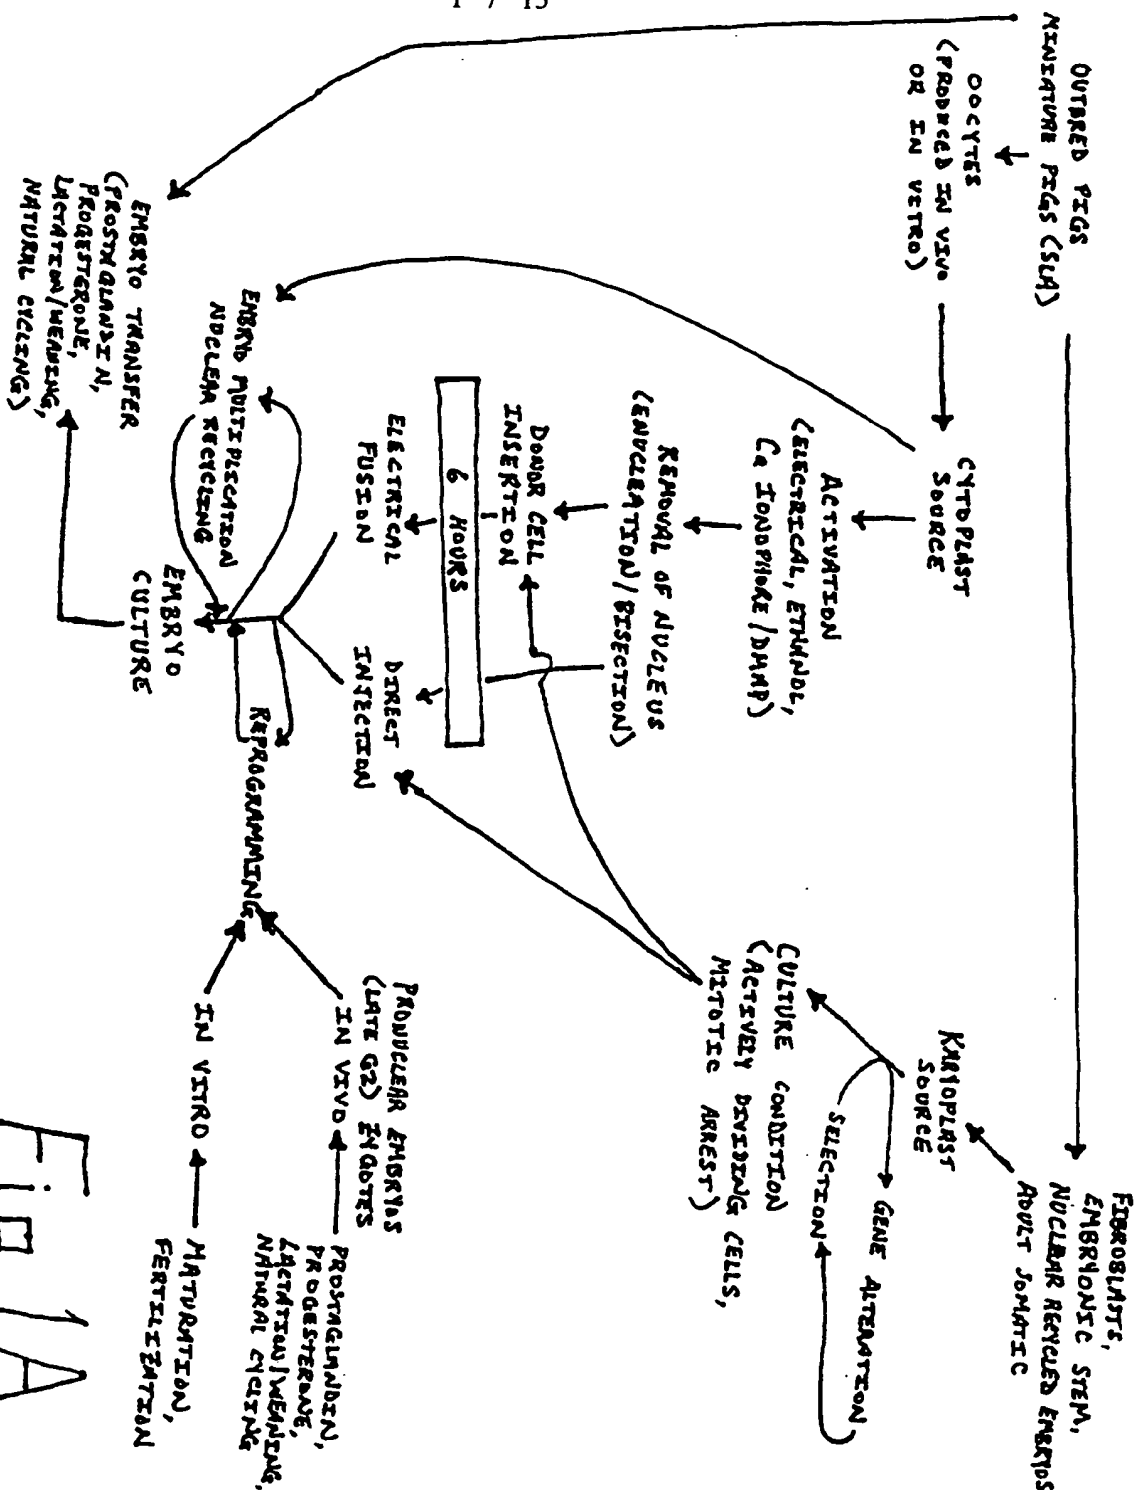 1 / 15
OUTBRED PIGS
MINIATURE PIGS (SLA)
OOCYTES
(PRODUCED IN VIVO
OR IN VITRO)
CYTOPLAST
SOURCE
ACTIVATION
(ELECTRICAL, ETHANOL,
Ca IONOPHORE/DMAP)
REMOVAL OF NUCLEUS
(ENUCLEATION/BISECTION)
DONOR CELL
INSERTION
6 HOURS
ELECTRICAL
FUSION
DIRECT
INJECTION
EMBRYO MULTIPLICATION
NUCLEAR RECYCLING
EMBRYO
CULTURE
EMBRYO TRANSFER
(PROSTAGLANDIN,
PROGESTERONE,
LACTATION/WEANING,
NATURAL CYCLING)
FIBROBLASTS,
EMBRYONIC STEM,
NUCLEAR RECYCLED EMBRYOS
ADULT SOMATIC
KARYOPLAST
SOURCE
GENE ALTERATION
SELECTION
CULTURE CONDITION
(ACTIVELY DIVIDING CELLS,
MITOTIC ARREST)
REPROGRAMMING
PRONUCLEAR EMBRYOS
(LATE G2) ZYGOTES
IN VIVO
PROSTAGLANDIN,
PROGESTERONE,
LACTATION/WEANING,
NATURAL CYCLING
IN VITRO
MATURATION,
FERTILIZATION
Fig 1A